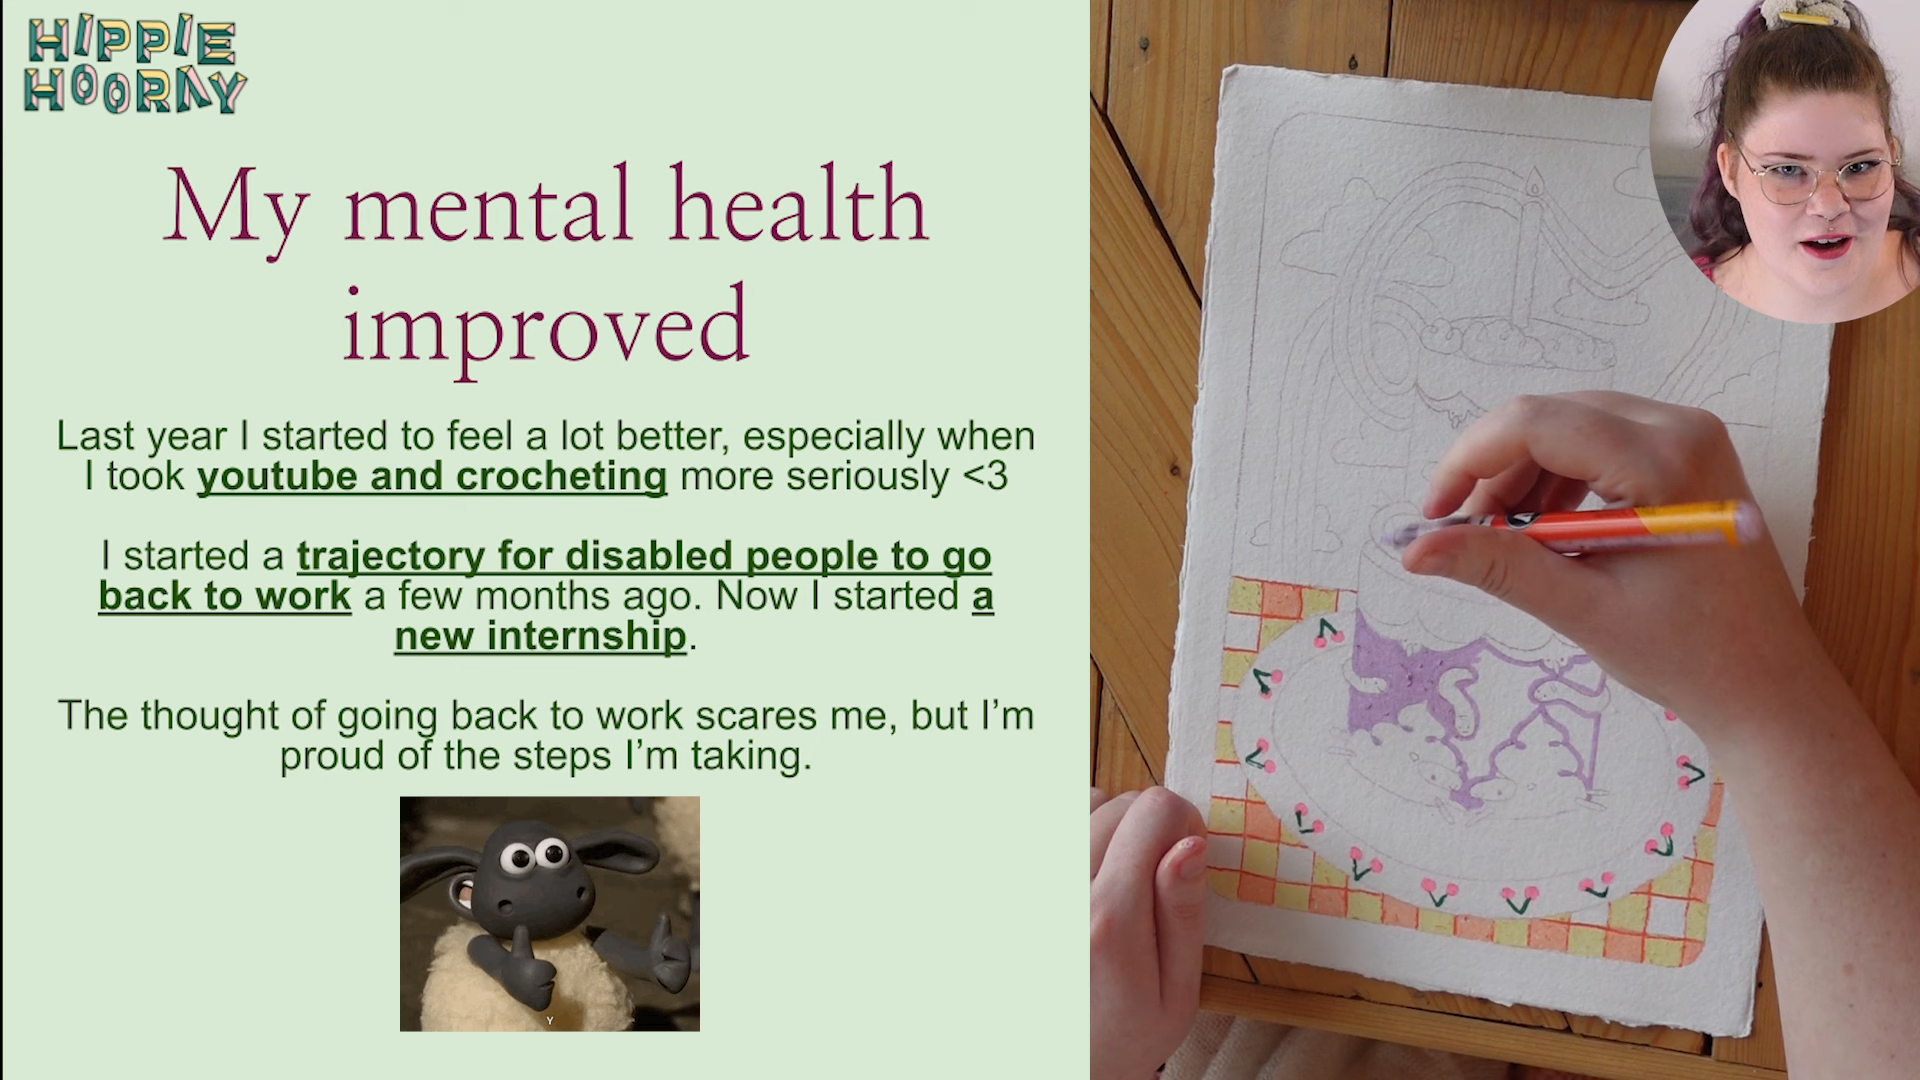 HIPPIE
HOORAY
My mental health
improved
Last year I started to feel a lot better, especially when
I took youtube and crocheting more seriously <3
I started a trajectory for disabled people to go
back to work a few months ago. Now I started a
new internship.
The thought of going back to work scares me, but I’m
proud of the steps I’m taking.
Y